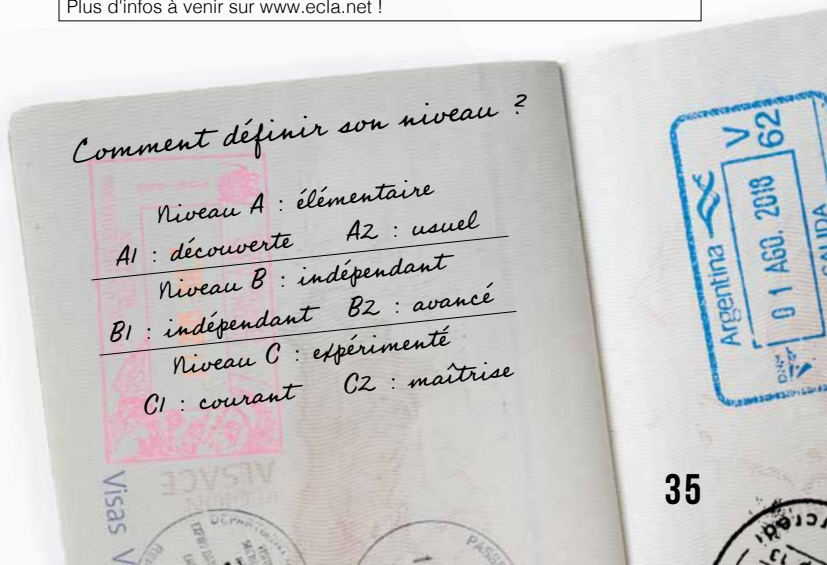 Plus d'infos à venir sur www.ecla.net !
Comment définir son niveau ?
Niveau A : élémentaire
A1 : découverte A2 : usuel
Niveau B : indépendant
B1 : indépendant B2 : avancé
Niveau C : expérimenté
C1 : courant C2 : maîtrise
Visas
Argentina
V
62
01 AGO. 2018
SALIDA
35